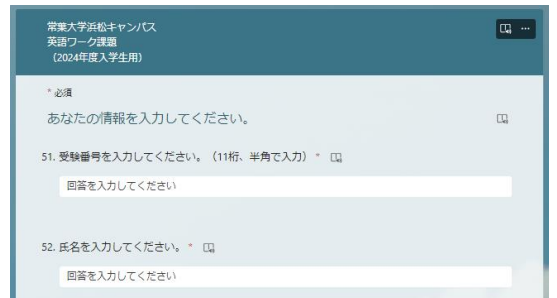 常葉大学浜松キャンパス
英語ワーク課題
（2024年度入学生用）
* 必須
あなたの情報を入力してください。
51. 受験番号を入力してください。（11桁、半角で入力） *
回答を入力してください
52. 氏名を入力してください。 *
回答を入力してください